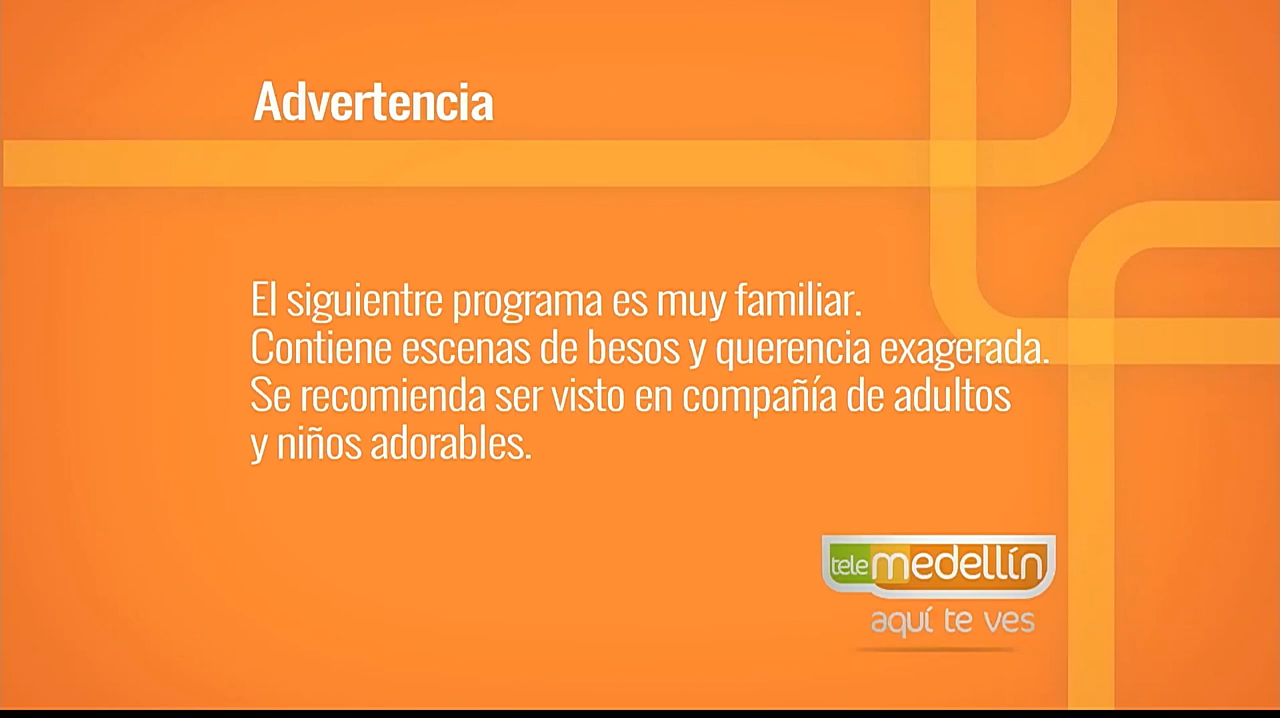 Advertencia
El siguientre programa es muy familiar.
Contiene escenas de besos y querencia exagerada.
Se recomienda ser visto en compañía de adultos
y niños adorables.
tele medellín
aquí te ves